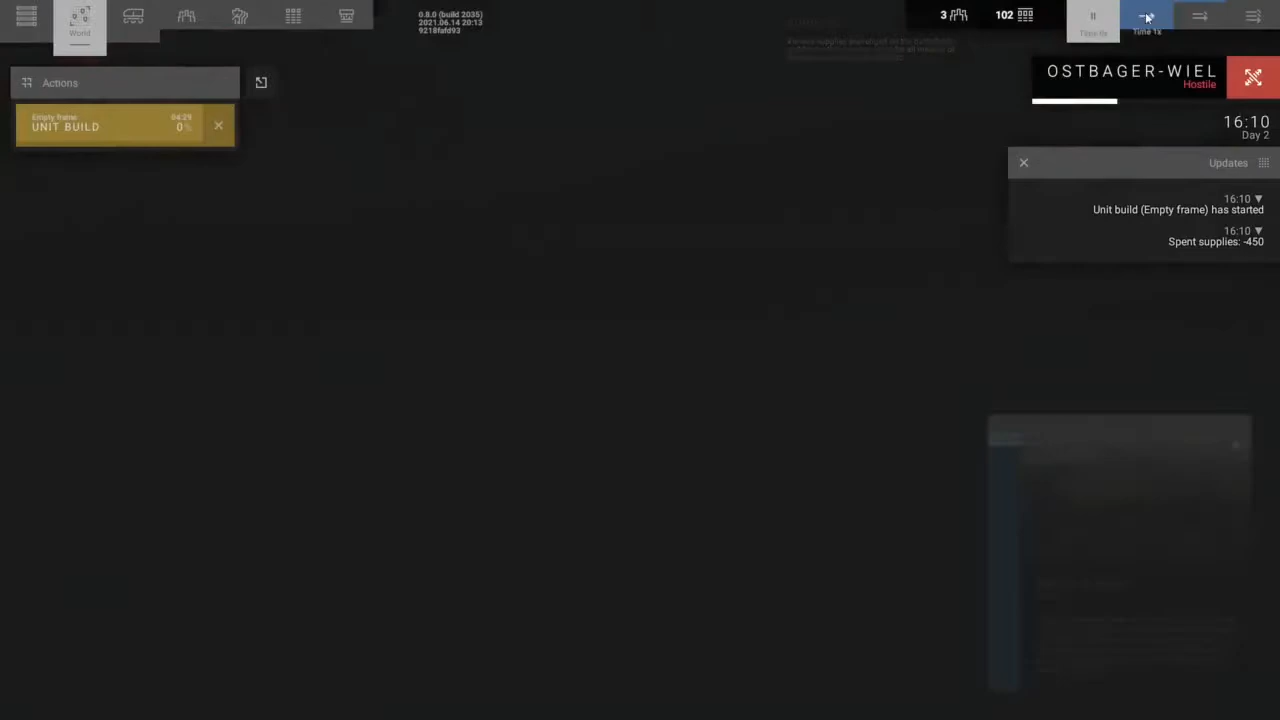 World
0.8.0 (build 2035)
2021.06.14 20:13
9218fafd93
3
102
Time 0x
Time 1x
Actions
Empty frame
04:29
UNIT BUILD
0%
OSTBAGER-WIEL
Hostile
16:10
Day 2
Updates
16:10
Unit build (Empty frame) has started
16:10
Spent supplies: -450